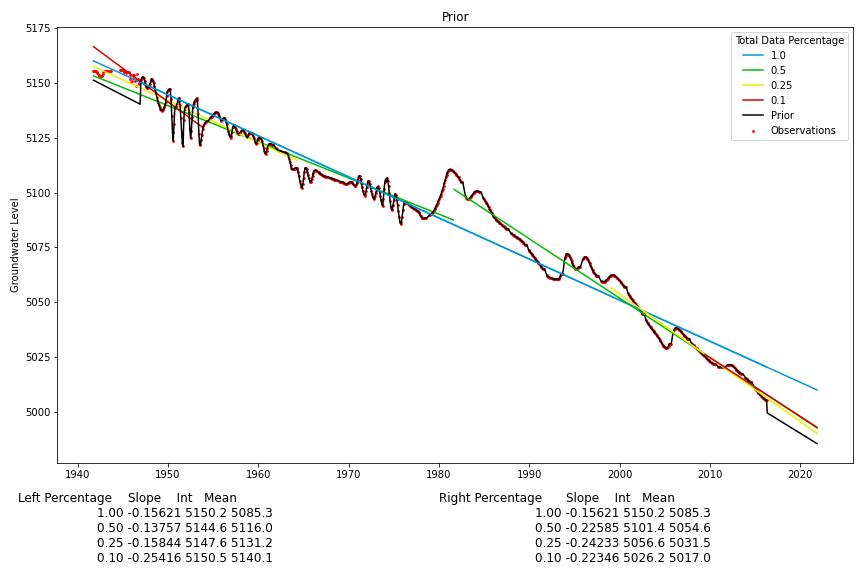 Prior
Total Data Percentage
1.0
0.5
0.25
0.1
Prior
Observations
Groundwater Level
5175
5150
5125
5100
5075
5050
5025
5000
1940 1950 1960 1970 1980 1990 2000 2010 2020
Left Percentage Slope Int Mean
1.00 -0.15621 5150.2 5085.3
0.50 -0.13757 5144.6 5116.0
0.25 -0.15844 5147.6 5131.2
0.10 -0.25416 5150.5 5140.1
Right Percentage Slope Int Mean
1.00 -0.15621 5150.2 5085.3
0.50 -0.22585 5101.4 5054.6
0.25 -0.24233 5056.6 5031.5
0.10 -0.22346 5026.2 5017.0